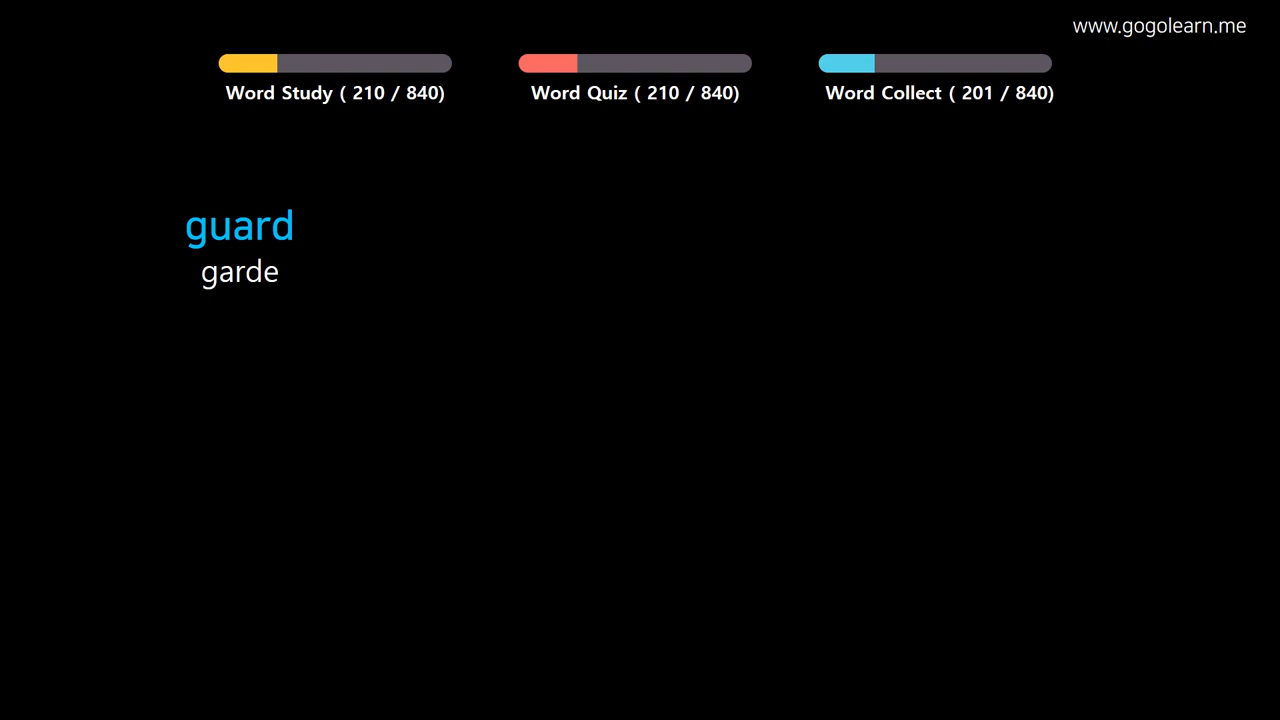 www.gogolearn.me
Word Study ( 210 / 840)
Word Quiz ( 210 / 840)
Word Collect ( 201 / 840)
guard
garde